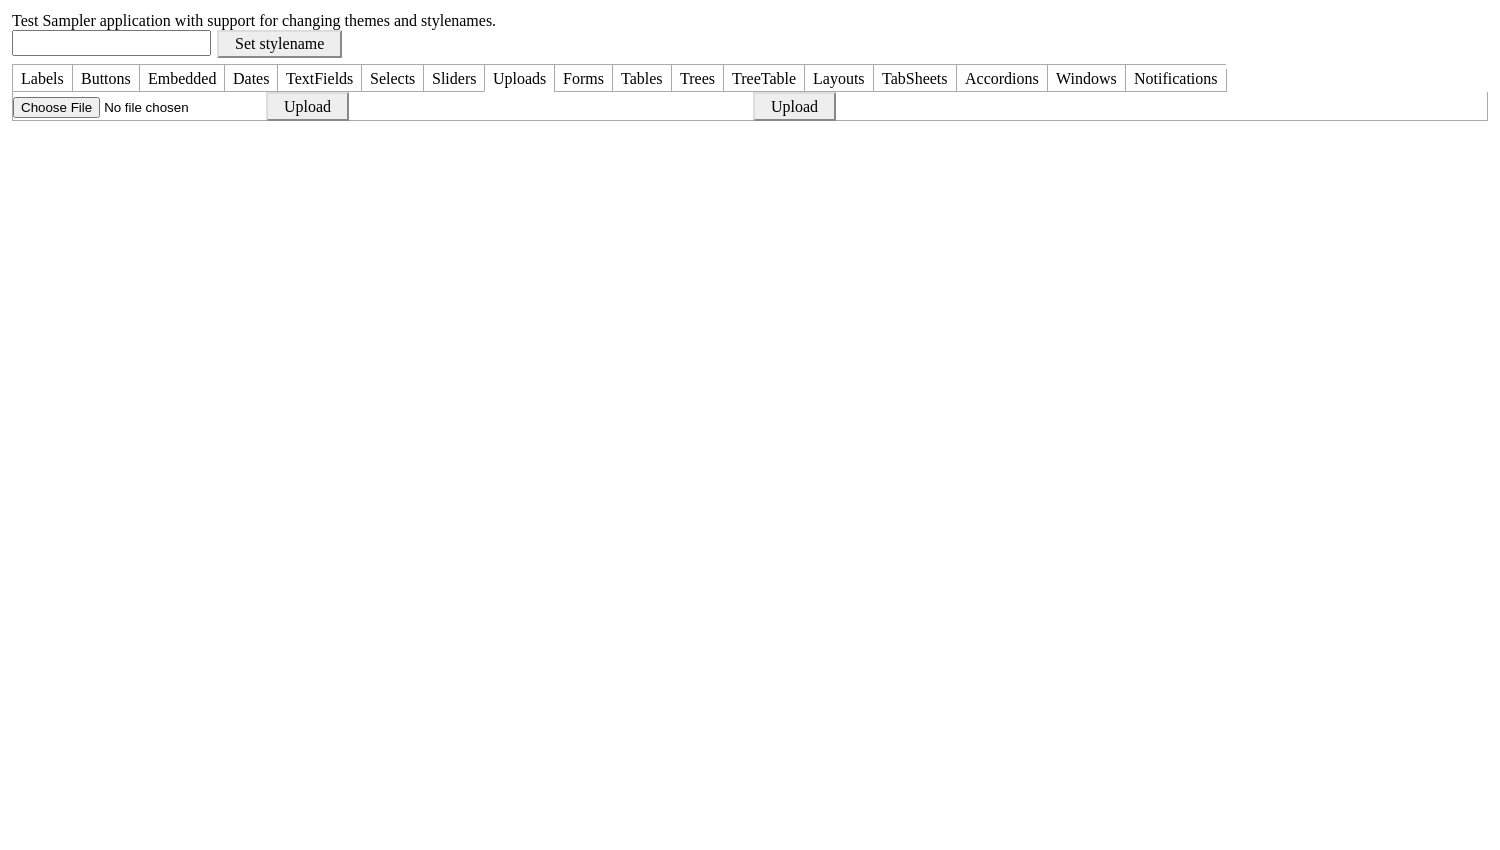 Test Sampler application with support for changing themes and stylenames.
Set stylename
Labels Buttons Embedded Dates TextFields Selects Sliders Uploads Forms Tables Trees TreeTable Layouts TabSheets Accordions Windows Notifications
Choose File No file chosen Upload Upload